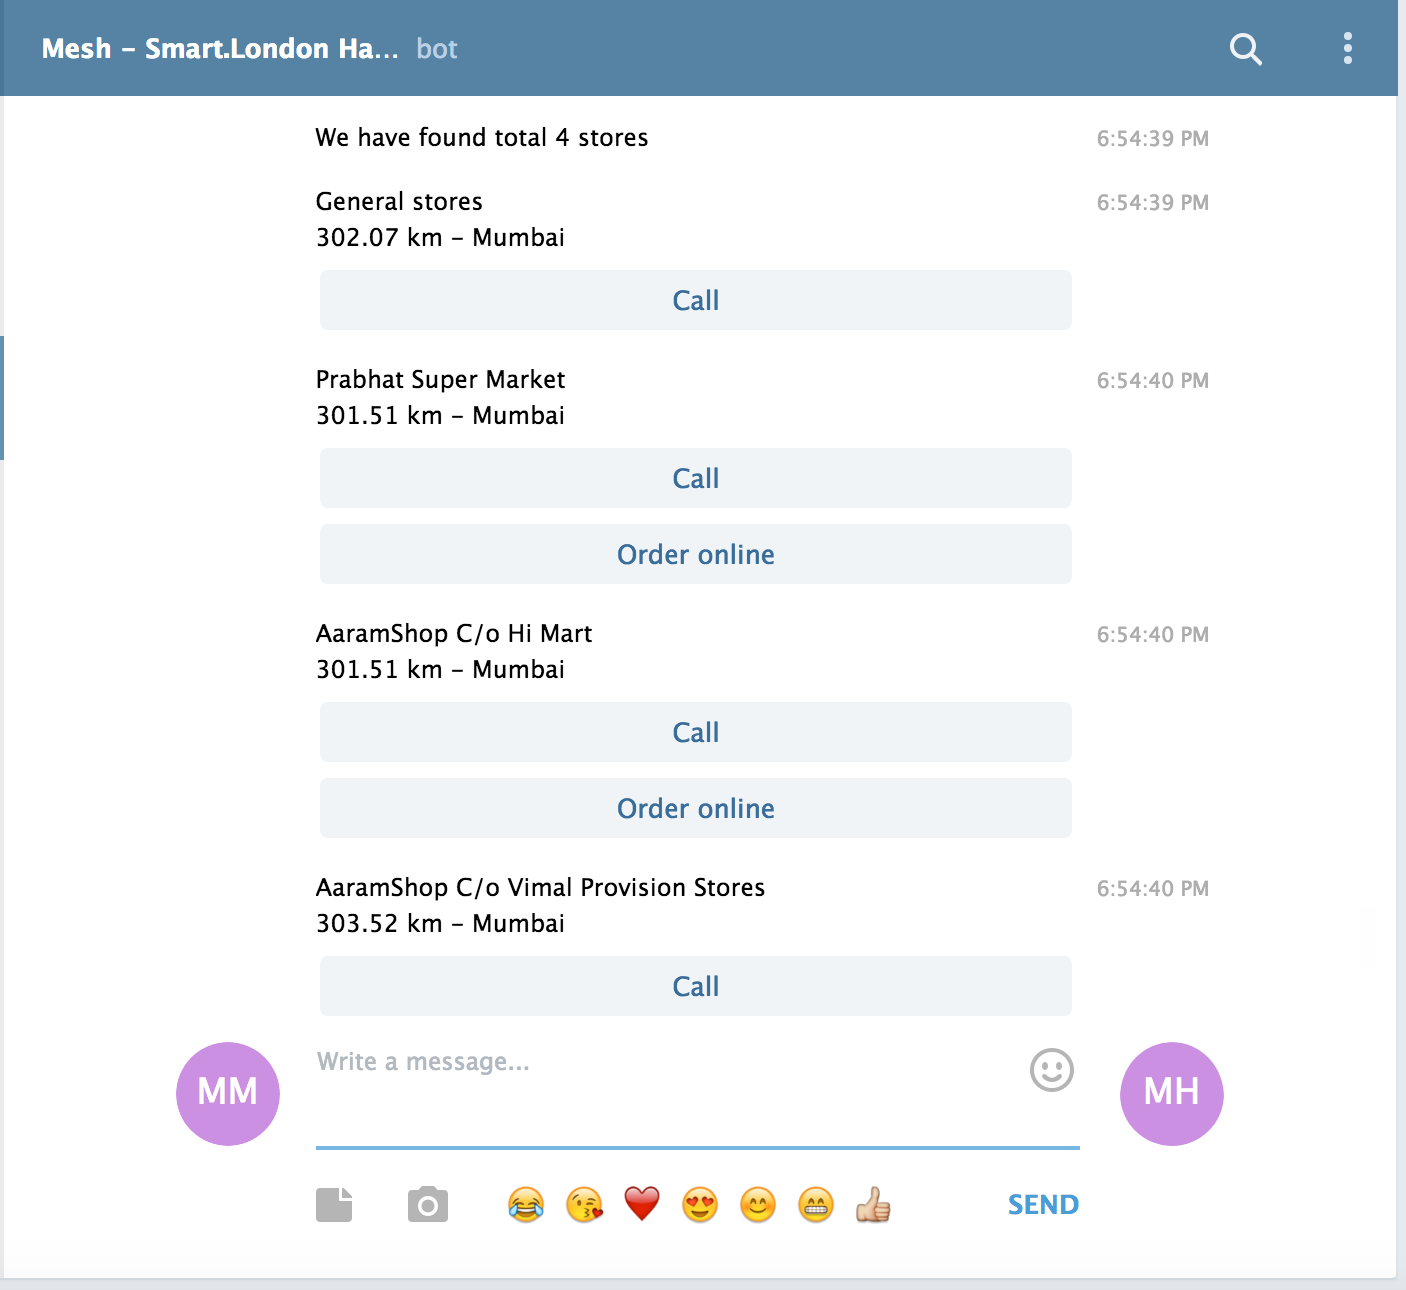 Mesh – Smart.London Ha... bot
We have found total 4 stores 6:54:39 PM
General stores 6:54:39 PM
302.07 km – Mumbai
Call
Prabhat Super Market 6:54:40 PM
301.51 km – Mumbai
Call
Order online
AaramShop C/o Hi Mart 6:54:40 PM
301.51 km – Mumbai
Call
Order online
AaramShop C/o Vimal Provision Stores 6:54:40 PM
303.52 km – Mumbai
Call
MM Write a message... MH
SEND